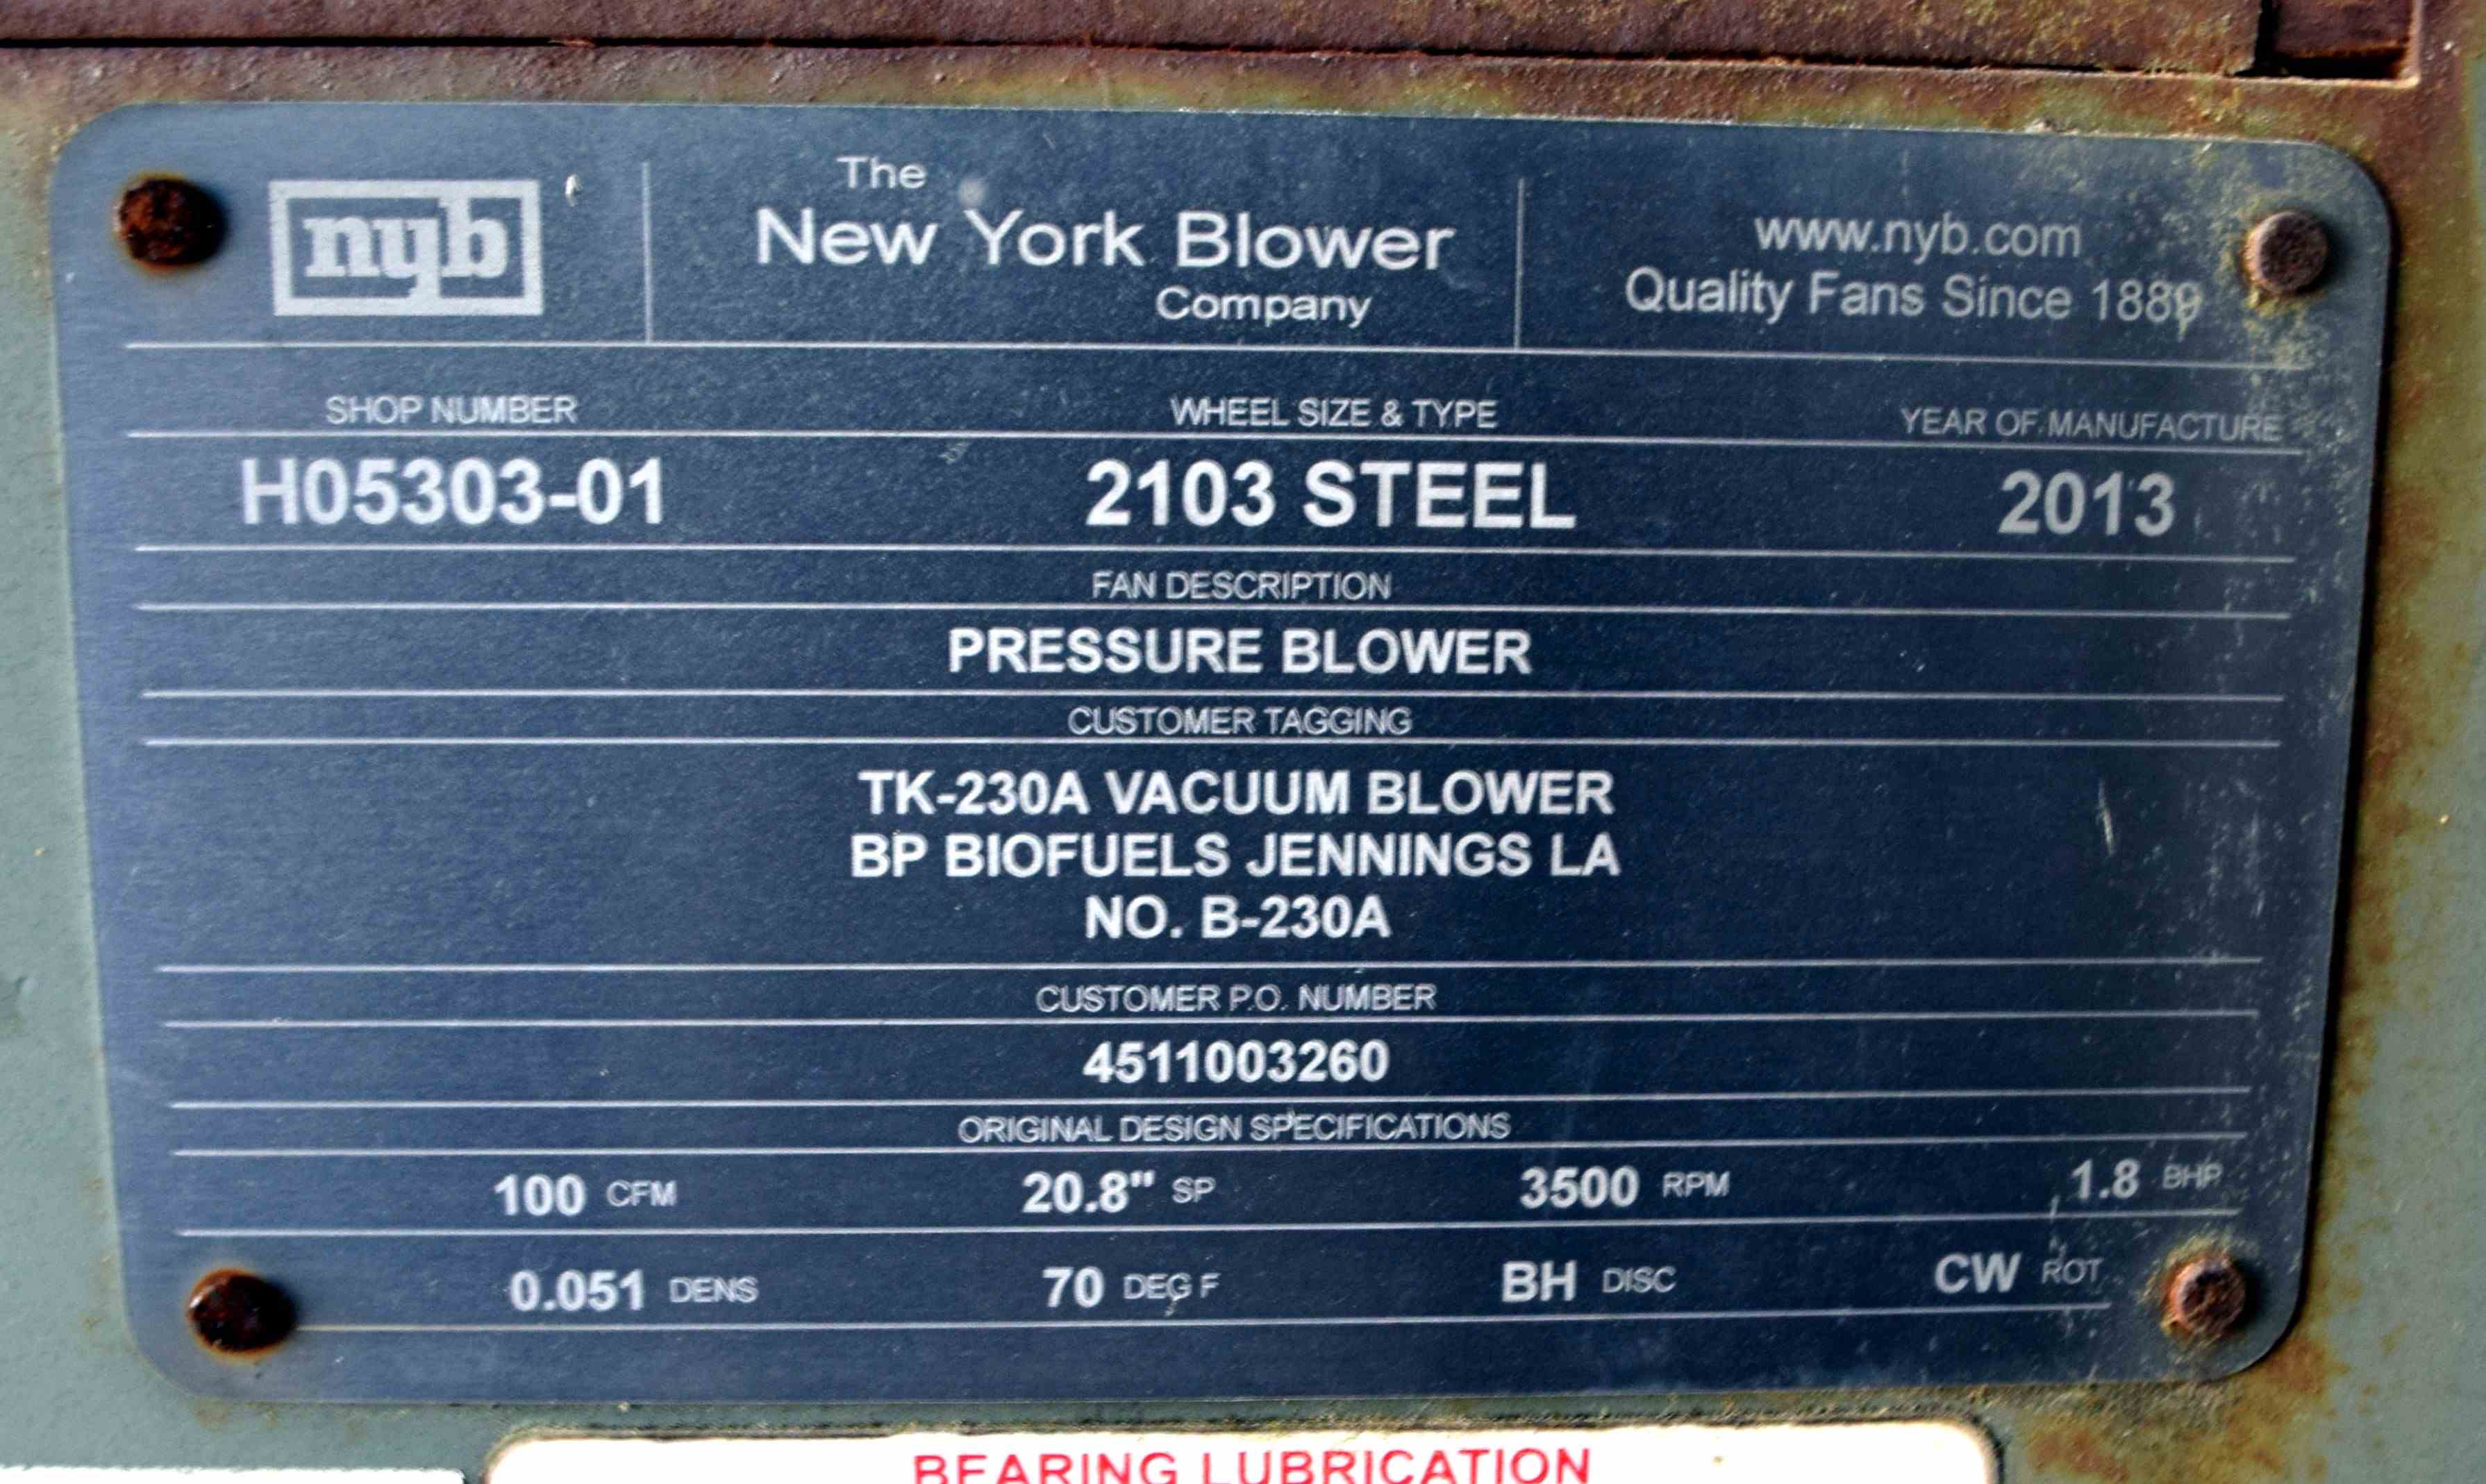 nyb
The
New York Blower
Company
www.nyb.com
Quality Fans Since 1889
SHOP NUMBER WHEEL SIZE & TYPE YEAR OF MANUFACTURE
H05303-01 2103 STEEL 2013
FAN DESCRIPTION
PRESSURE BLOWER
CUSTOMER TAGGING
TK-230A VACUUM BLOWER
BP BIOFUELS JENNINGS LA
NO. B-230A
CUSTOMER P.O. NUMBER
4511003260
ORIGINAL DESIGN SPECIFICATIONS
100 CFM 20.8" SP 3500 RPM 1.8 BHP
0.051 DENS 70 DEG F BH DISC CW ROT
BEARING LUBRICATION